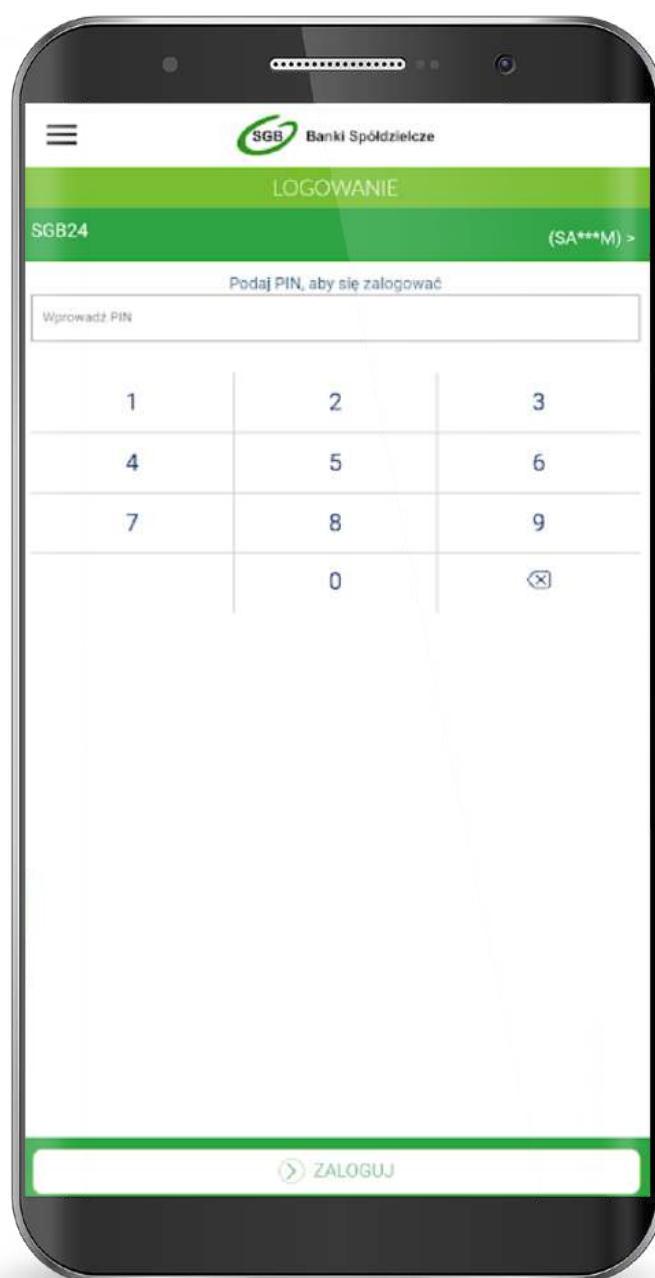 SGB Banki Spółdzielcze
LOGOWANIE
SGB24 (SA***M) >
Podaj PIN, aby się zalogować
Wprowadź PIN
1 2 3
4 5 6
7 8 9
0
ZALOGUJ